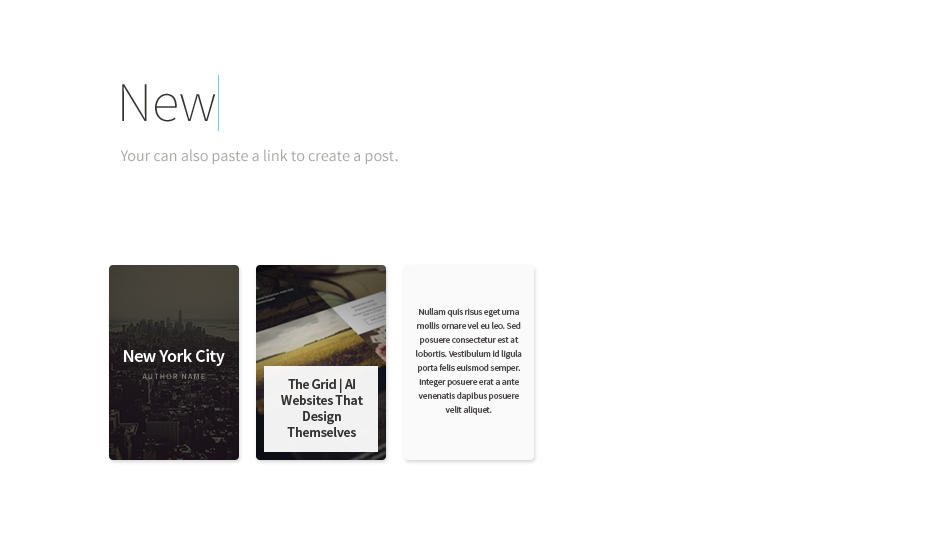 New
Your can also paste a link to create a post.
New York City
AUTHOR NAME
The Grid | AI
Websites That
Design
Themselves
Nullam quis risus eget urna
mollis ornare vel eu leo. Sed
posuere consectetur est at
lobortis. Vestibulum id ligula
porta felis euismod semper.
Integer posuere erat a ante
venenatis dapibus posuere
velit aliquet.